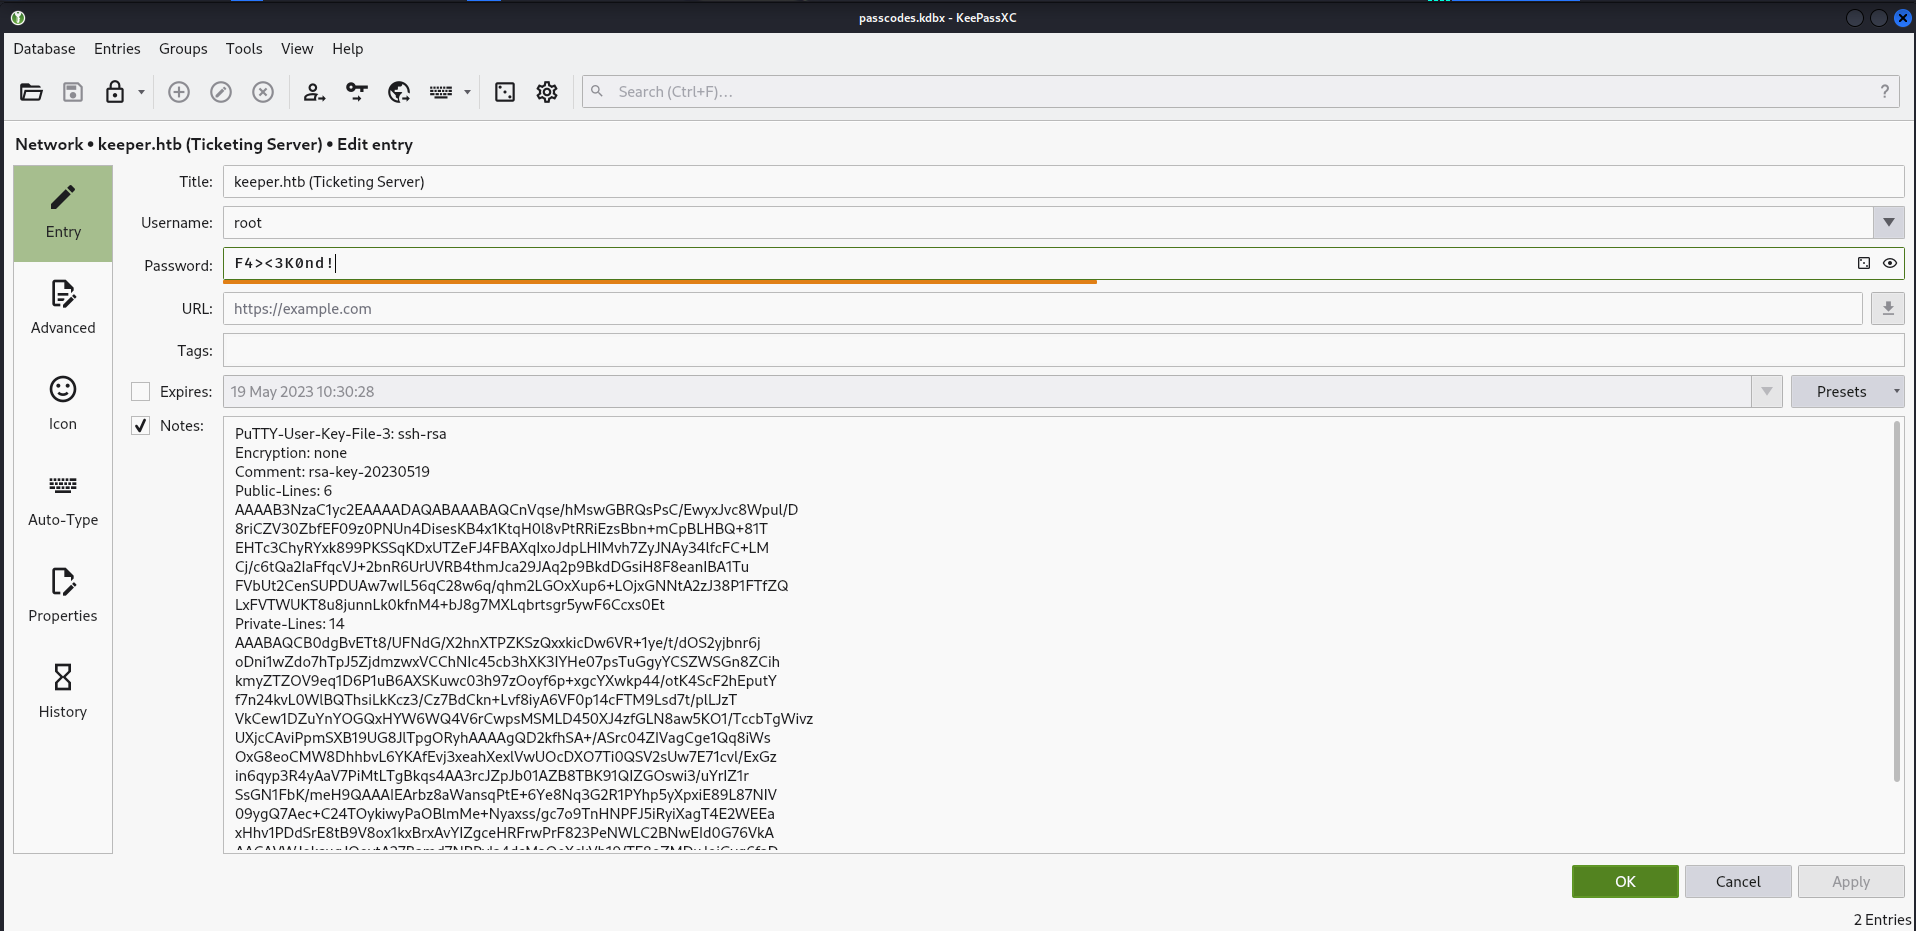 passcodes.kdbx - KeePassXC
Database Entries Groups Tools View Help
Search (Ctrl+F)...
?
Network • keeper.htb (Ticketing Server) • Edit entry
Entry
Advanced
Icon
Auto-Type
Properties
History
Title: keeper.htb (Ticketing Server)
Username: root
Password: F4><3K0nd!
URL: https://example.com
Tags:
Expires: 19 May 2023 10:30:28 Presets
Notes:
PuTTY-User-Key-File-3: ssh-rsa
Encryption: none
Comment: rsa-key-20230519
Public-Lines: 6
AAAAB3NzaC1yc2EAAAADAQABAAABAQCnVqse/hMswGBRQsPsC/EwyxJvc8Wpul/D
8riCZV30ZbfEF09z0PNUn4DisesKB4x1KtqH0l8vPtRRiEzsBbn+mCpBLHBQ+81T
EHTc3ChyRYxk899PKSSqKDxUTZeFJ4FBAXqIxoJdpLHIMvh7ZyJNAy34lfcFC+LM
Cj/c6tQa2IaFfqcVJ+2bnR6UrUVRB4thmJca29JAq2p9BkdDGsiH8F8eanIBA1Tu
FVbUt2CenSUPDUAw7wIL56qC28w6q/qhm2LGOxXup6+LOjxGNNtA2zJ38P1FTfZQ
LxFVTWUKT8u8junnLk0kfnM4+bJ8g7MXLqbrtsgr5ywF6Ccxs0Et
Private-Lines: 14
AAABAQCB0dgBvETt8/UFNdG/X2hnXTPZKSzQxxkicDw6VR+1ye/t/dOS2yjbnr6j
oDni1wZdo7hTpJ5ZjdmzwxVCChNIc45cb3hXK3IYHe07psTuGgyYCSZWSGn8ZCih
kmyZTZOV9eq1D6P1uB6AXSKuwc03h97zOoyf6p+xgcYXwkp44/otK4ScF2hEputY
f7n24kvL0WlBQThsiLkKcz3/Cz7BdCkn+Lvf8iyA6VF0p14cFTM9Lsd7t/plLJzT
VkCew1DZuYnYOGQxHYW6WQ4V6rCwpsMSMLD450XJ4zfGLN8aw5KO1/TccbTgWivz
UXjcCAviPpmSXB19UG8JlTpgORyhAAAAgQD2kfhSA+/ASrc04ZIVagCge1Qq8iWs
OxG8eoCMW8DhhbvL6YKAfEvj3xeahXexlVwUOcDXO7Ti0QSV2sUw7E71cvl/ExGz
in6qyp3R4yAaV7PiMtLTgBkqs4AA3rcJZpJb01AZB8TBK91QIZGOswi3/uYrIZ1r
SsGN1FbK/meH9QAAAIEArbz8aWansqPtE+6Ye8Nq3G2R1PYhp5yXpxiE89L87NIV
09ygQ7Aec+C24TOykiwyPaOBlmMe+Nyaxss/gc7o9TnHNPFJ5iRyiXagT4E2WEEa
xHhv1PDdSrE8tB9V8ox1kxBrxAvYIZgceHRFrwPrF823PeNWLC2BNwEId0G76VkA
OK Cancel Apply
2 Entries